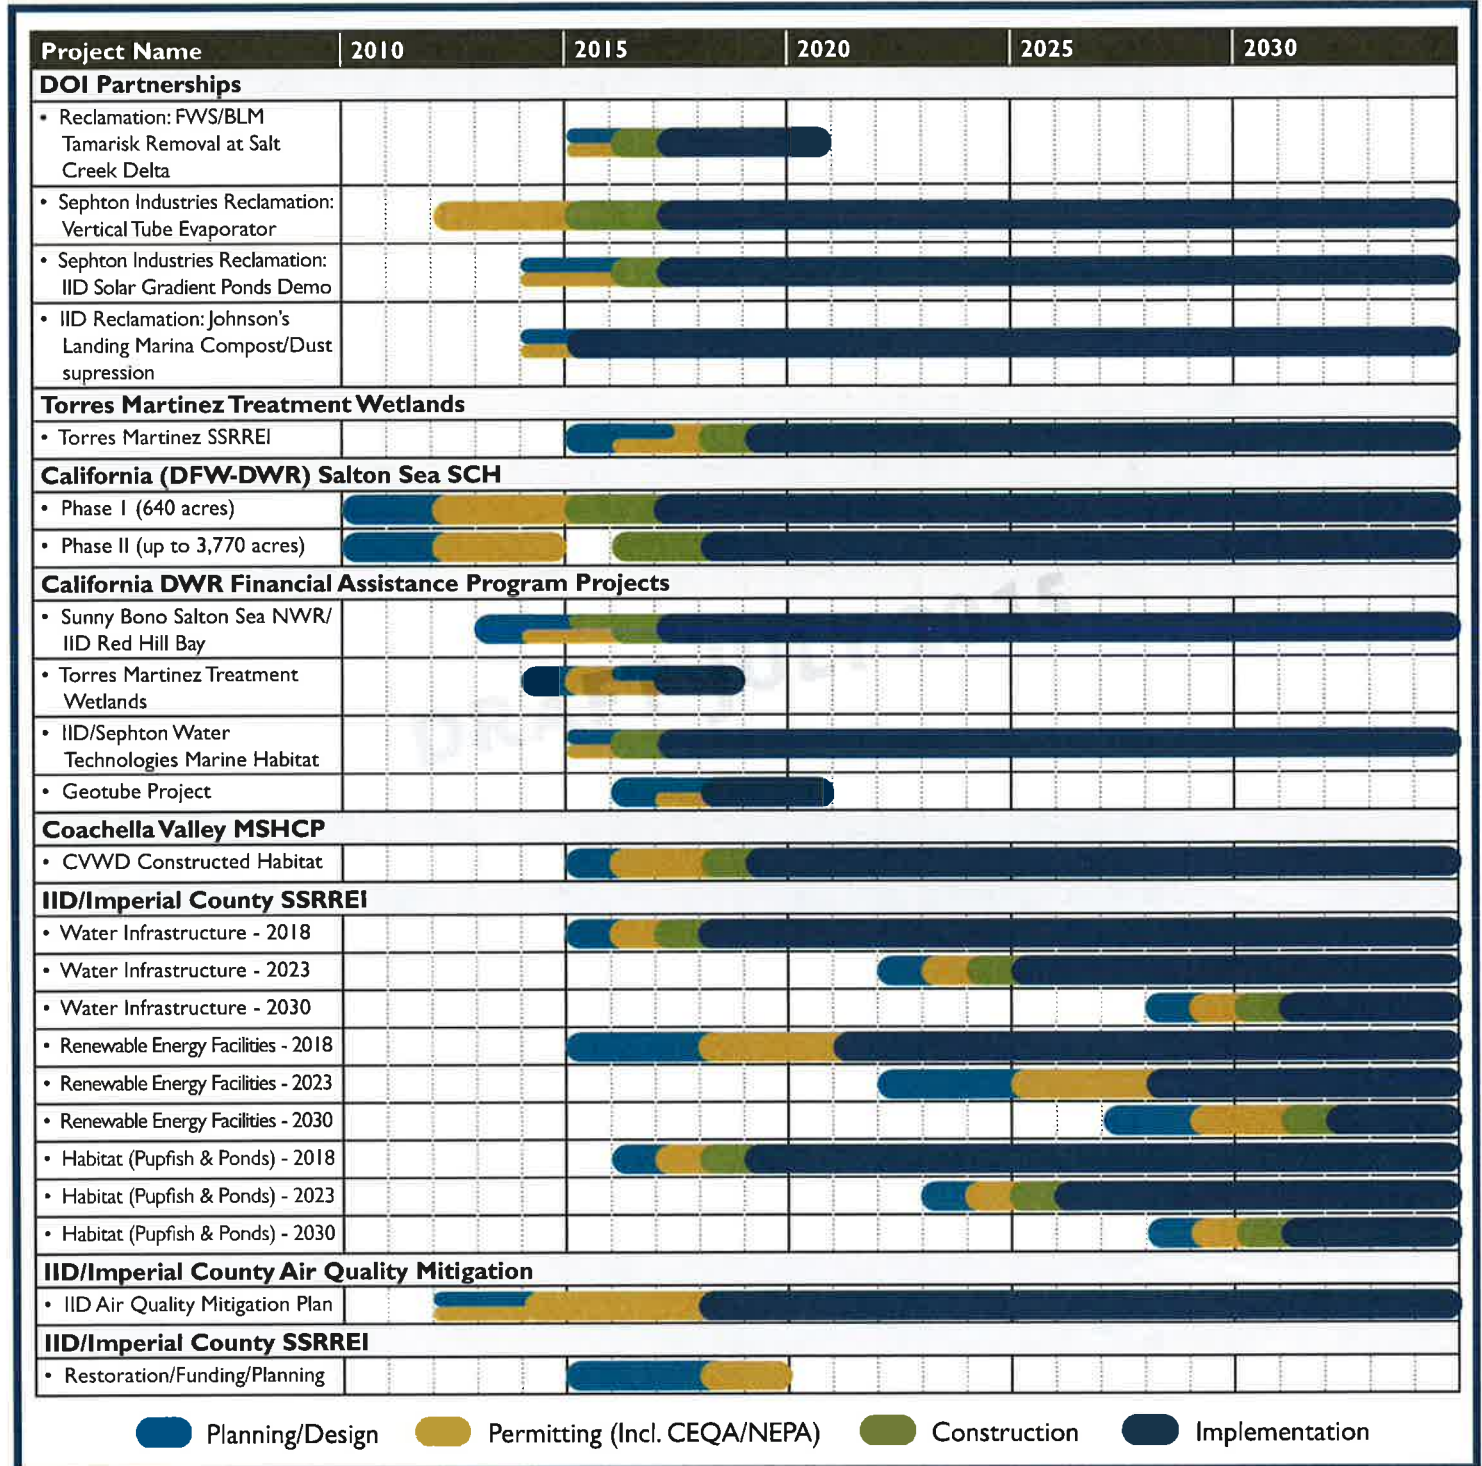 Project Name 2010 2015 2020 2025 2030
DOI Partnerships
• Reclamation: FWS/BLM
Tamarisk Removal at Salt
Creek Delta
• Sephton Industries Reclamation:
Vertical Tube Evaporator
• Sephton Industries Reclamation:
IID Solar Gradient Ponds Demo
• IID Reclamation: Johnson's
Landing Marina Compost/Dust
supression
Torres Martinez Treatment Wetlands
• Torres Martinez SSRREI
California (DFW-DWR) Salton Sea SCH
• Phase I (640 acres)
• Phase II (up to 3,770 acres)
California DWR Financial Assistance Program Projects
• Sunny Bono Salton Sea NWR/
IID Red Hill Bay
• Torres Martinez Treatment
Wetlands
• IID/Sephton Water
Technologies Marine Habitat
• Geotube Project
Coachella Valley MSHCP
• CVWD Constructed Habitat
IID/Imperial County SSRREI
• Water Infrastructure - 2018
• Water Infrastructure - 2023
• Water Infrastructure - 2030
• Renewable Energy Facilities - 2018
• Renewable Energy Facilities - 2023
• Renewable Energy Facilities - 2030
• Habitat (Pupfish & Ponds) - 2018
• Habitat (Pupfish & Ponds) - 2023
• Habitat (Pupfish & Ponds) - 2030
IID/Imperial County Air Quality Mitigation
• IID Air Quality Mitigation Plan
IID/Imperial County SSRREI
• Restoration/Funding/Planning
Planning/Design Permitting (Incl. CEQA/NEPA) Construction Implementation
DRAFT JULY 2015